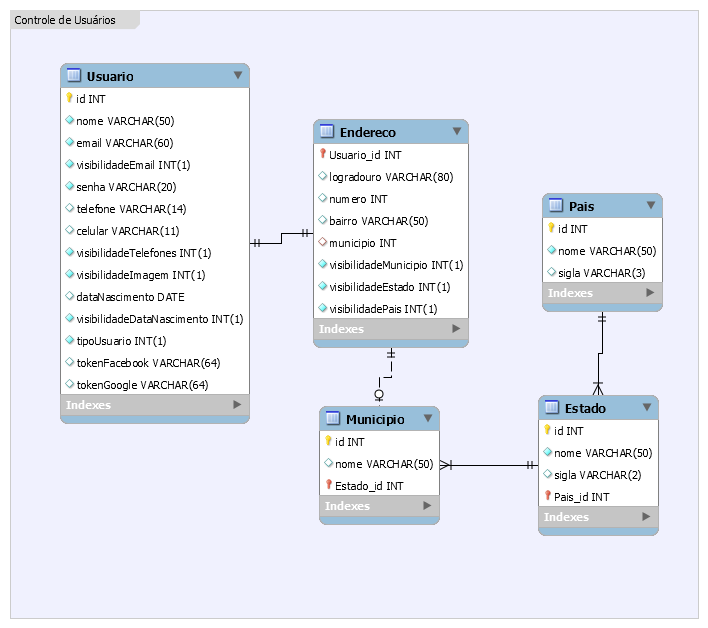 Controle de Usuários
Usuario
id INT
nome VARCHAR(50)
email VARCHAR(60)
visibilidadeEmail INT(1)
senha VARCHAR(20)
telefone VARCHAR(14)
celular VARCHAR(11)
visibilidadeTelefones INT(1)
visibilidadeImagem INT(1)
dataNascimento DATE
visibilidadeDataNascimento INT(1)
tipoUsuario INT(1)
tokenFacebook VARCHAR(64)
tokenGoogle VARCHAR(64)
Indexes
Endereco
Usuario_id INT
logradouro VARCHAR(80)
numero INT
bairro VARCHAR(50)
municipio INT
visibilidadeMunicipio INT(1)
visibilidadeEstado INT(1)
visibilidadePais INT(1)
Indexes
Pais
id INT
nome VARCHAR(50)
sigla VARCHAR(3)
Indexes
Municipio
id INT
nome VARCHAR(50)
Estado_id INT
Indexes
Estado
id INT
nome VARCHAR(50)
sigla VARCHAR(2)
Pais_id INT
Indexes